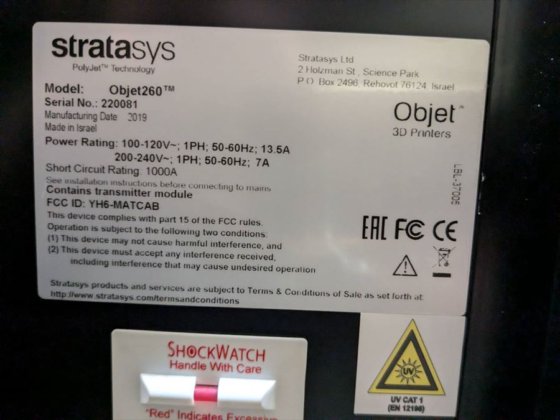 stratasys
PolyJet™ Technology
Stratasys Ltd
2 Holzman St., Science Park
P.O. Box 2496, Rehovot 76124, Israel
Model: Objet260™
Serial No.: 220081
Manufacturing Date 2019
Made in Israel
Objet™
3D Printers
Power Rating: 100-120V~; 1PH; 50-60Hz; 13.5A
200-240V~; 1PH; 50-60Hz; 7A
Short Circuit Rating: 1000A
See installation instructions before connecting to mains
Contains transmitter module
FCC ID: YH6-MATCAB
This device complies with part 15 of the FCC rules.
Operation is subject to the following two conditions:
(1) This device may not cause harmful interference, and
(2) This device must accept any interference received,
including interference that may cause undesired operation
LBL-37005
EAC FC CE
Stratasys products and services are subject to Terms & Conditions of Sale as set forth at:
http://www.stratasys.com/termsandconditions
SHOCKWATCH
Handle With Care
"Red" Indicates Excessive
UV
UV CAT 1
(EN 12198)